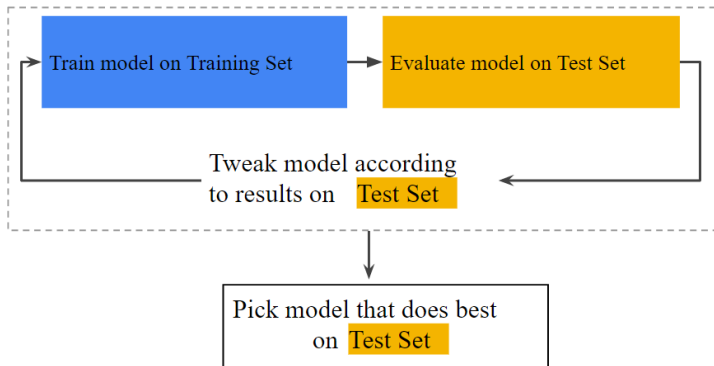 Train model on Training Set
Evaluate model on Test Set
Tweak model according
to results on Test Set
Pick model that does best
on Test Set